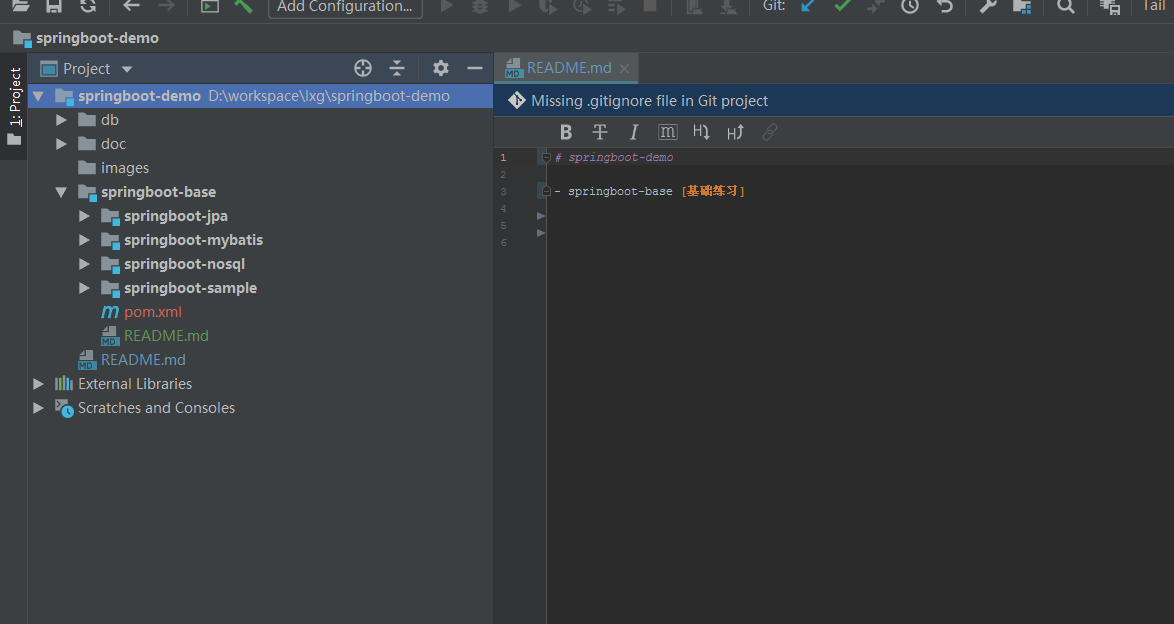 Add Configuration...
Git:
Tail
springboot-demo
1: Project
Project
springboot-demo D:\workspace\lxg\springboot-demo
db
doc
images
springboot-base
springboot-jpa
springboot-mybatis
springboot-nosql
springboot-sample
m pom.xml
MD README.md
MD README.md
External Libraries
Scratches and Consoles
MD README.md
Missing .gitignore file in Git project
B T I m H H
1 # springboot-demo
2
3 - springboot-base [基础练习]
4
5
6